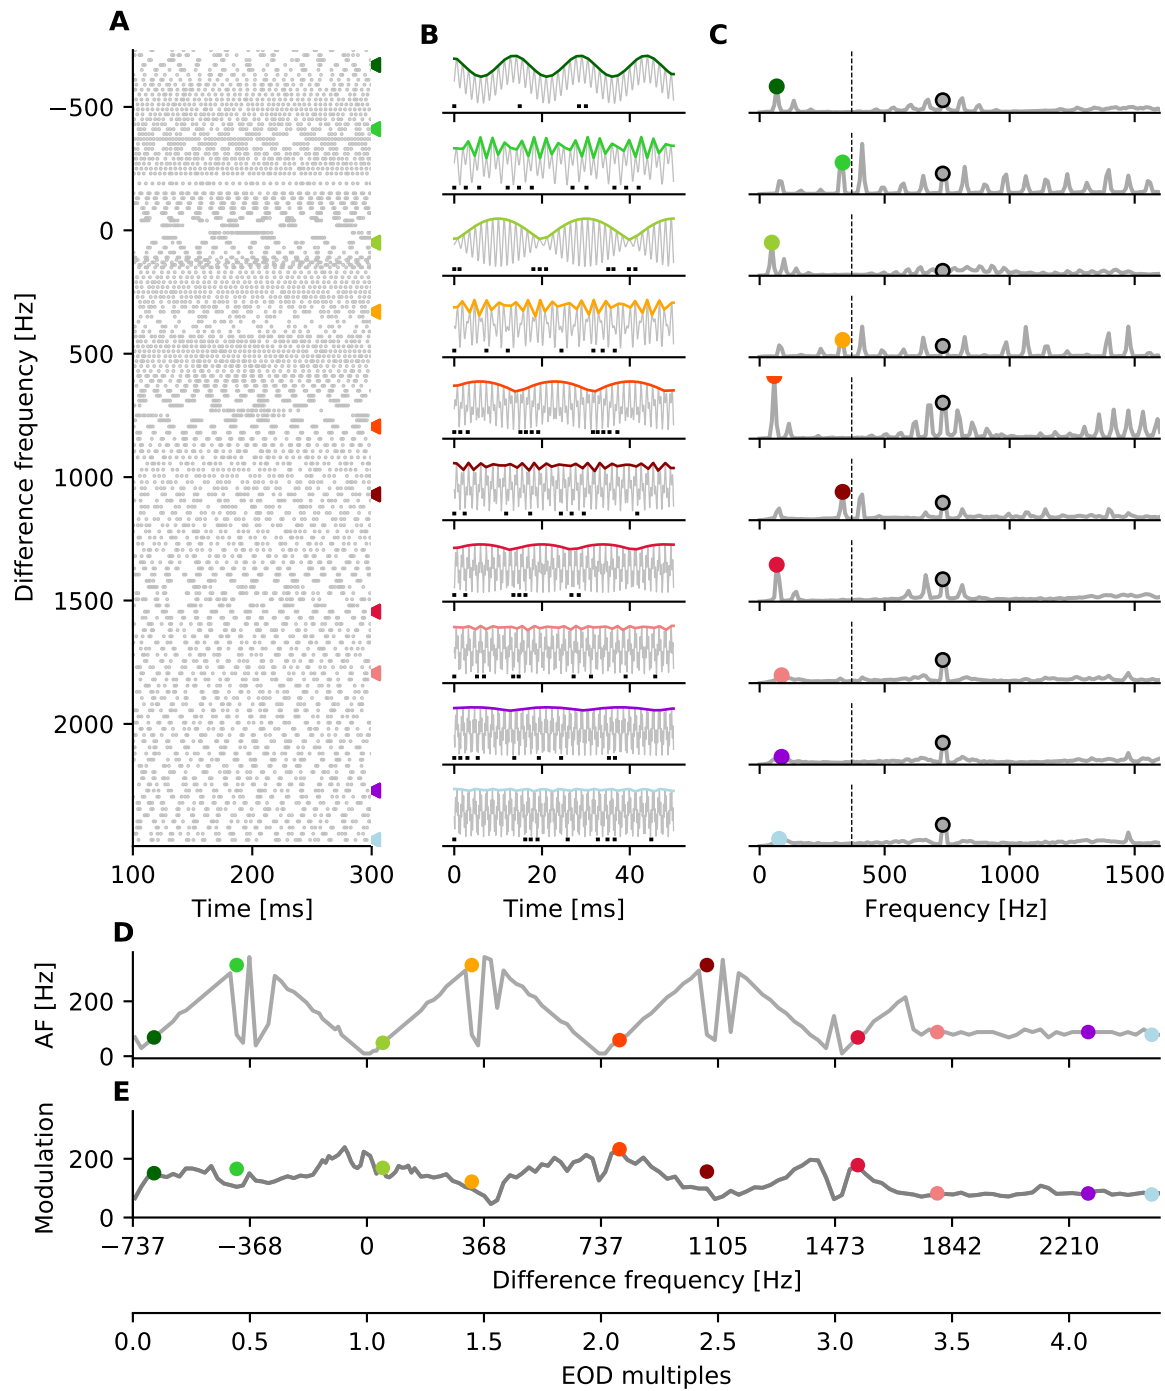 A B C
−500
0
500
1000
1500
2000
Difference frequency [Hz]
100 200 300 0 20 40 0 500 1000 1500
Time [ms] Time [ms] Frequency [Hz]
D
AF [Hz]
200
0
E
Modulation
200
0
−737 −368 0 368 737 1105 1473 1842 2210
Difference frequency [Hz]
0.0 0.5 1.0 1.5 2.0 2.5 3.0 3.5 4.0
EOD multiples